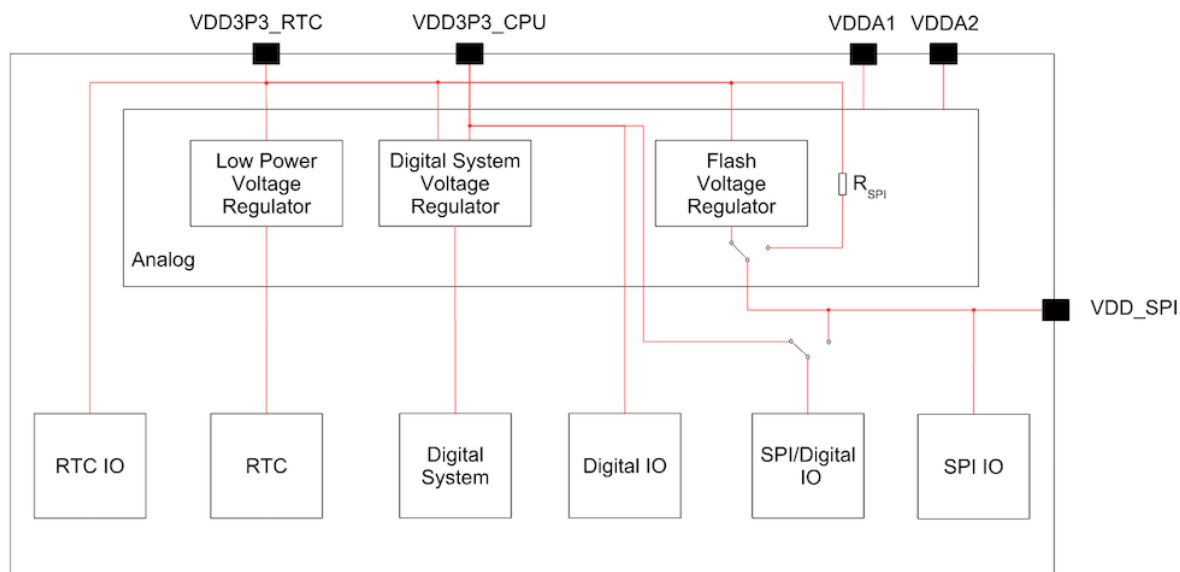 VDD3P3_RTC
VDD3P3_CPU
VDDA1
VDDA2
Low Power
Voltage
Regulator
Digital System
Voltage
Regulator
Flash
Voltage
Regulator
RSPI
Analog
VDD_SPI
RTC IO
RTC
Digital
System
Digital IO
SPI/Digital
IO
SPI IO